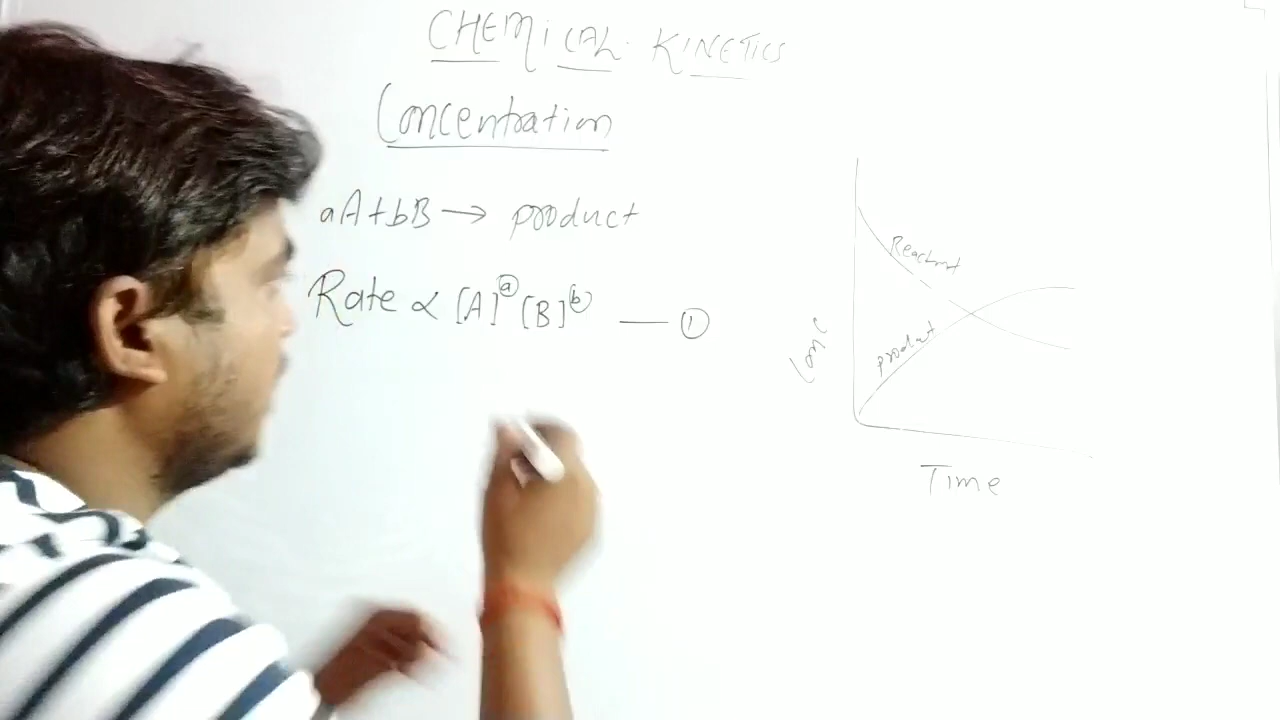 CHEMICAL KINETICS
Concentration
aA+bB → product
Rate ∝ [A]ᵃ [B]ᵇ — ①
Reactant
product
Conc
Time